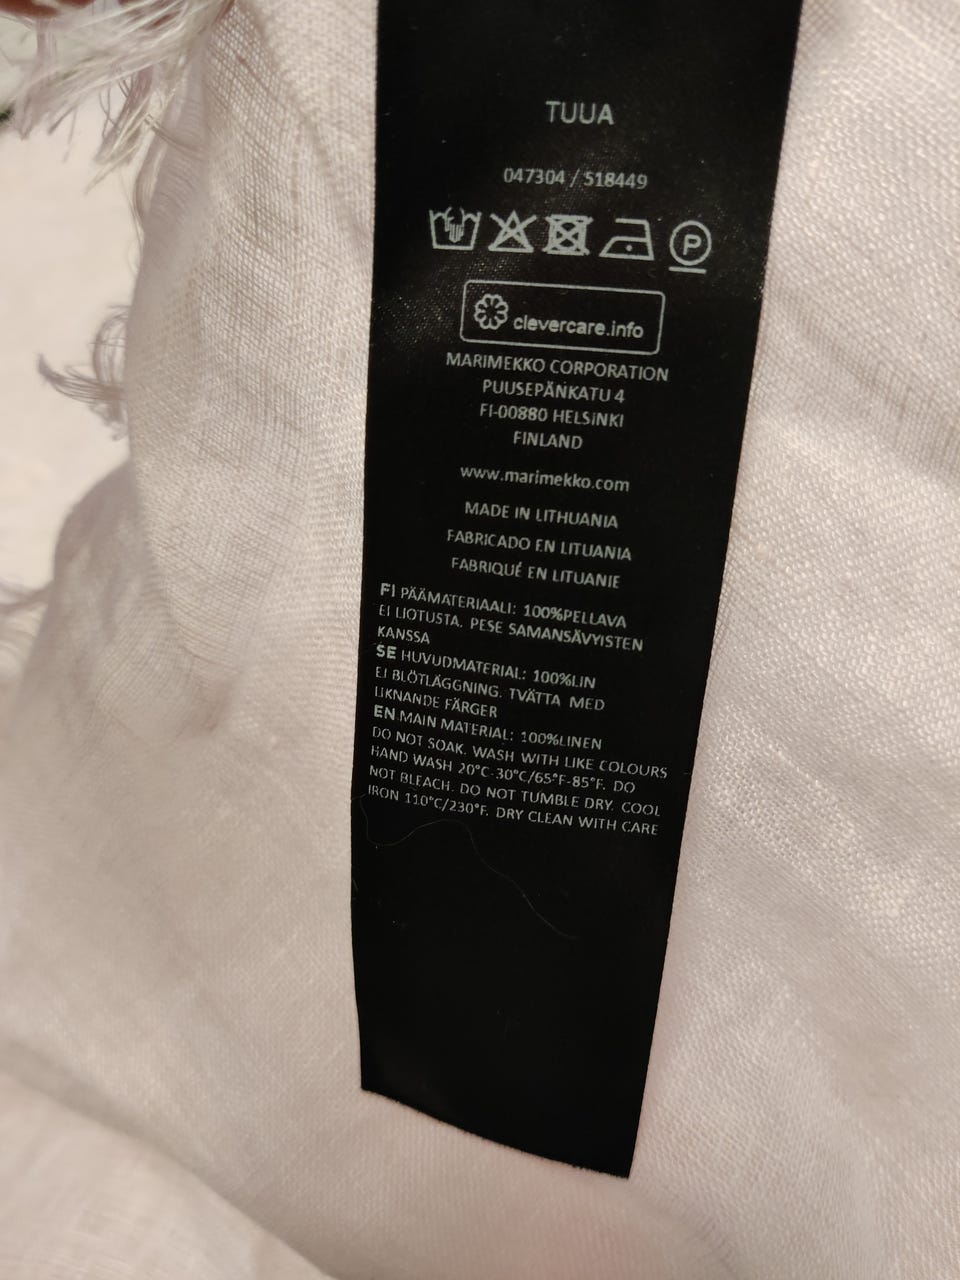 TUUA
047304 / 518449
P
clevercare.info
MARIMEKKO CORPORATION
PUUSEPÄNKATU 4
FI-00880 HELSINKI
FINLAND
www.marimekko.com
MADE IN LITHUANIA
FABRICADO EN LITUANIA
FABRIQUÉ EN LITUANIE
FI PÄÄMATERIAALI: 100%PELLAVA
EI LIOTUSTA. PESE SAMANSÄVYISTEN
KANSSA
SE HUVUDMATERIAL: 100%LIN
EJ BLÖTLÄGGNING. TVÄTTA MED
LIKNANDE FÄRGER
EN MAIN MATERIAL: 100%LINEN
DO NOT SOAK. WASH WITH LIKE COLOURS
HAND WASH 20°C-30°C/65°F-85°F. DO
NOT BLEACH. DO NOT TUMBLE DRY. COOL
IRON 110°C/230°F. DRY CLEAN WITH CARE